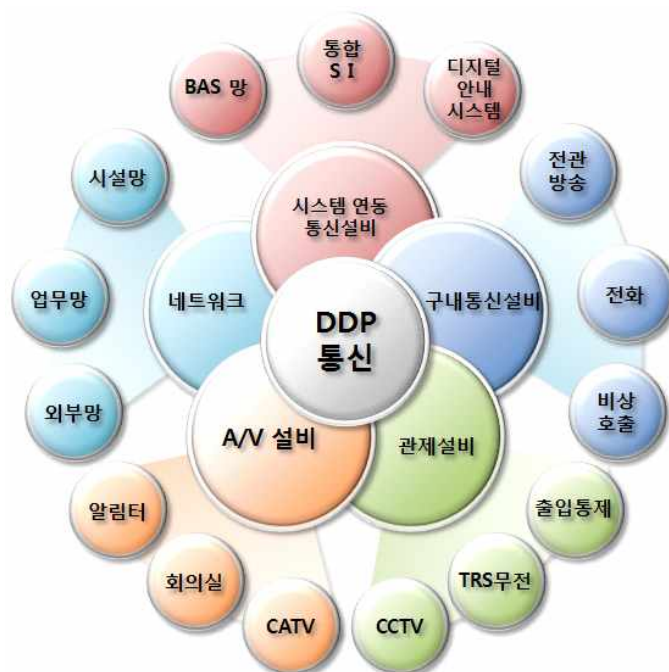 통합
S I
BAS 망
디지털
안내
시스템
시설망
전관
방송
시스템 연동
통신설비
업무망
네트워크
구내통신설비
전화
DDP
통신
외부망
비상
호출
A/V 설비
관제설비
알림터
출입통제
회의실
TRS무전
CATV
CCTV